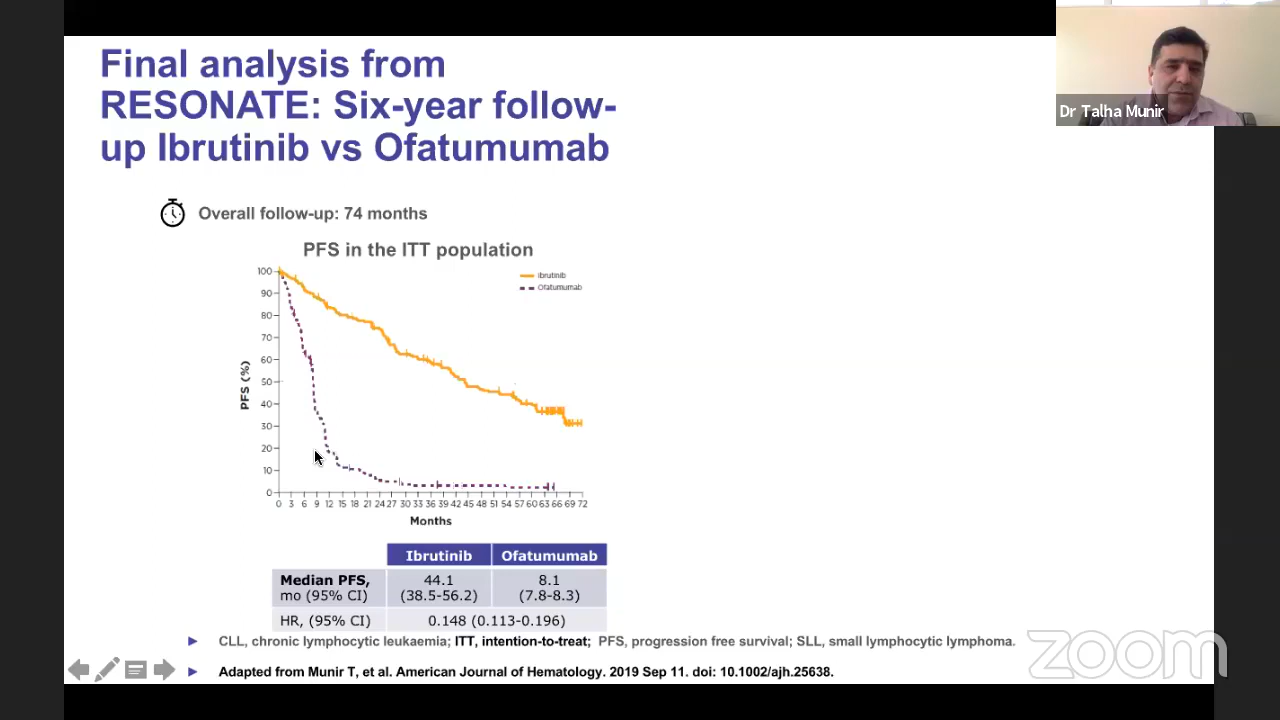 Final analysis from
RESONATE: Six-year follow-
up Ibrutinib vs Ofatumumab
Dr Talha Munir
Overall follow-up: 74 months
PFS in the ITT population
Ibrutinib
Ofatumumab
100
90
80
70
60
50
40
30
20
10
0
PFS (%)
0 3 6 9 12 15 18 21 24 27 30 33 36 39 42 45 48 51 54 57 60 63 66 69 72
Months
Ibrutinib Ofatumumab
Median PFS, 44.1 8.1
mo (95% CI) (38.5-56.2) (7.8-8.3)
HR, (95% CI) 0.148 (0.113-0.196)
CLL, chronic lymphocytic leukaemia; ITT, intention-to-treat; PFS, progression free survival; SLL, small lymphocytic lymphoma.
Adapted from Munir T, et al. American Journal of Hematology. 2019 Sep 11. doi: 10.1002/ajh.25638.
zoom